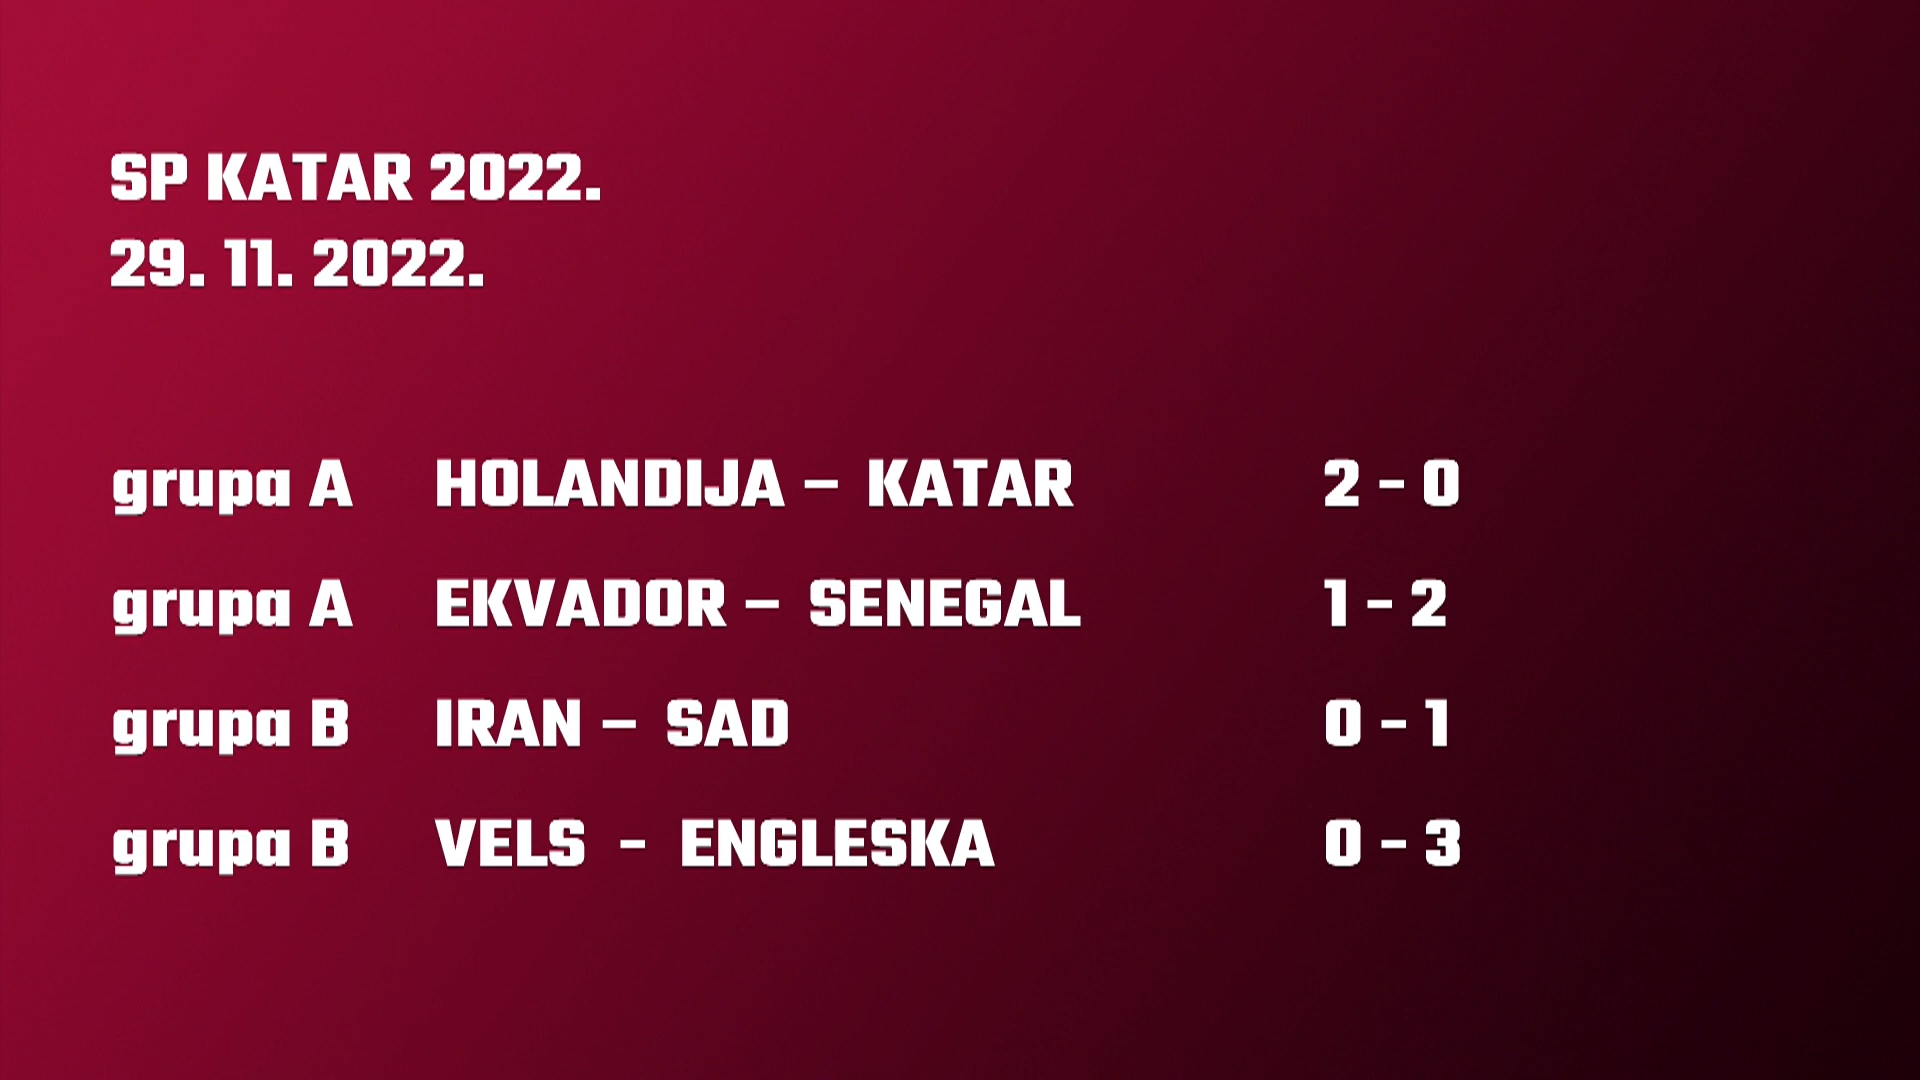 SP KATAR 2022.
29. 11. 2022.
grupa A HOLANDIJA – KATAR 2 - 0
grupa A EKVADOR – SENEGAL 1 - 2
grupa B IRAN – SAD 0 - 1
grupa B VELS - ENGLESKA 0 - 3